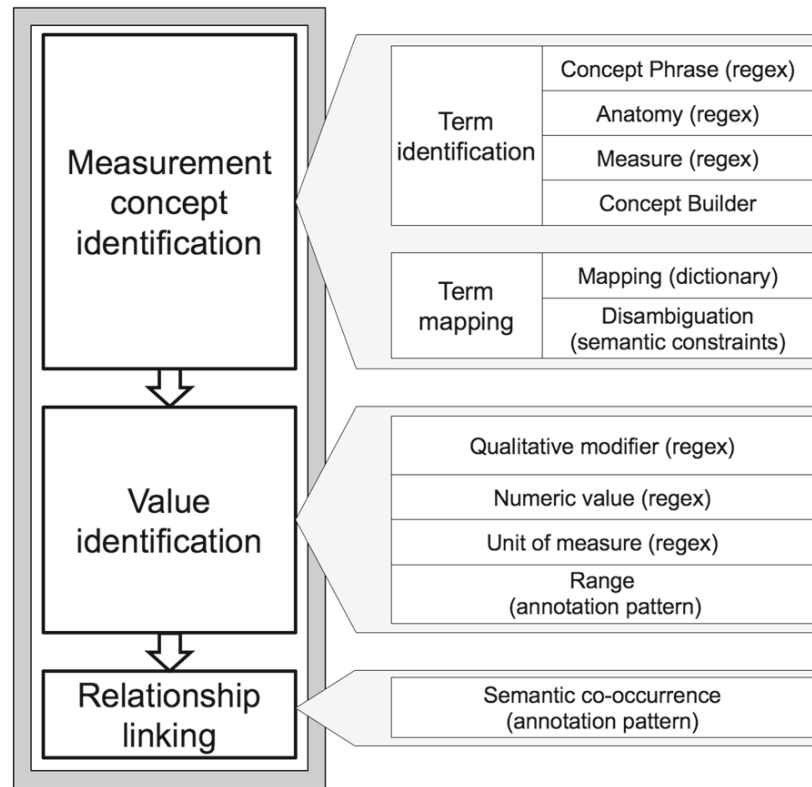 Measurement
concept
identification
Term
identification
Concept Phrase (regex)
Anatomy (regex)
Measure (regex)
Concept Builder
Term
mapping
Mapping (dictionary)
Disambiguation
(semantic constraints)
Value
identification
Qualitative modifier (regex)
Numeric value (regex)
Unit of measure (regex)
Range
(annotation pattern)
Relationship
linking
Semantic co-occurrence
(annotation pattern)